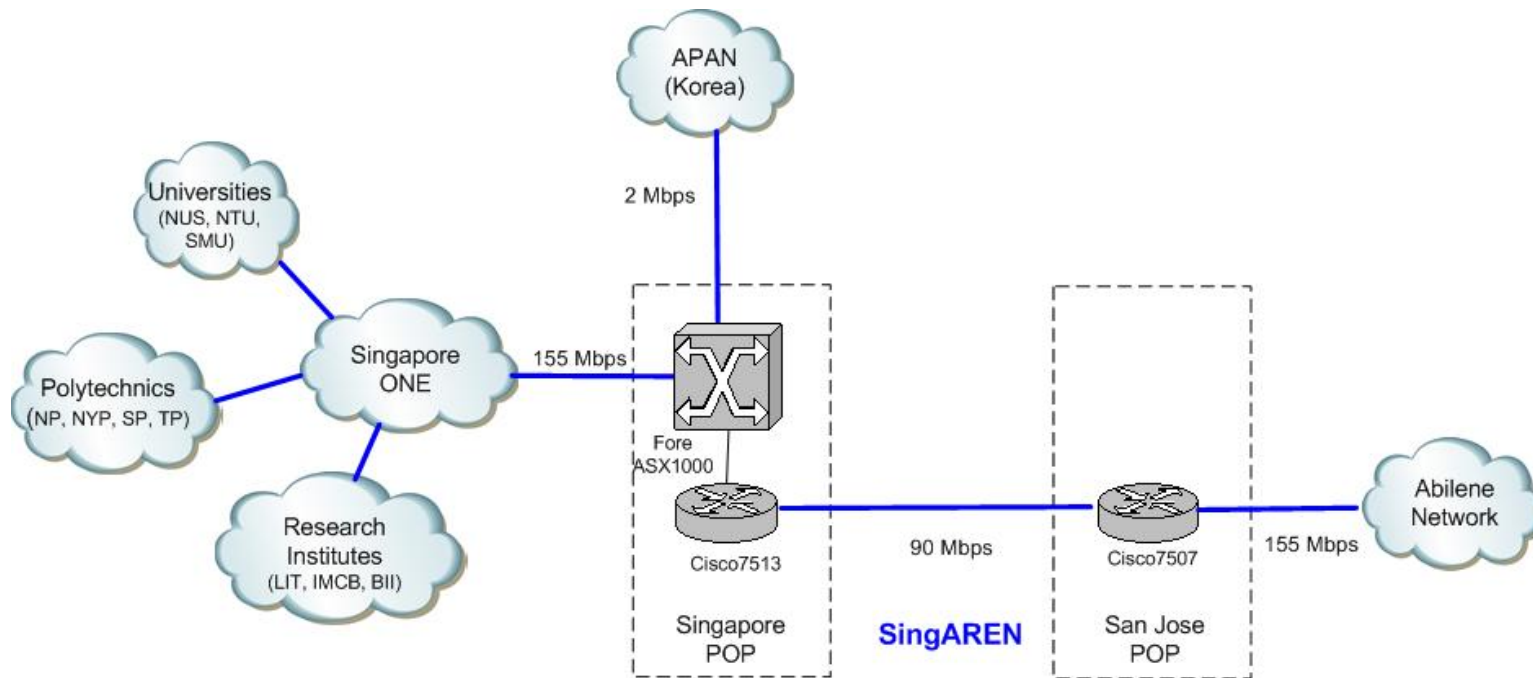 APAN
(Korea)
2 Mbps
Universities
(NUS, NTU,
SMU)
Polytechnics
(NP, NYP, SP, TP)
Singapore
ONE
155 Mbps
Research
Institutes
(LIT, IMCB, BII)
Fore
ASX1000
Cisco7513
Singapore
POP
90 Mbps
SingAREN
Cisco7507
San Jose
POP
155 Mbps
Abilene
Network